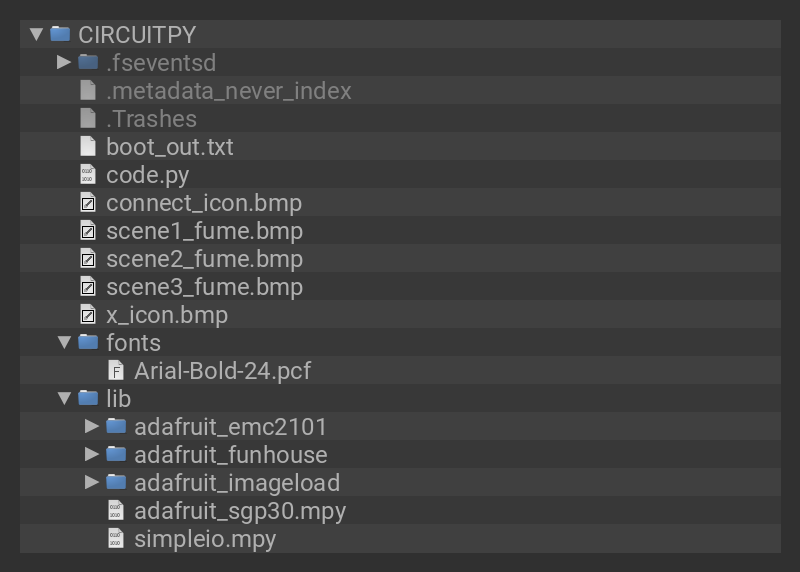 CIRCUITPY
.fseventsd
.metadata_never_index
.Trashes
boot_out.txt
code.py
connect_icon.bmp
scene1_fume.bmp
scene2_fume.bmp
scene3_fume.bmp
x_icon.bmp
fonts
Arial-Bold-24.pcf
lib
adafruit_emc2101
adafruit_funhouse
adafruit_imageload
adafruit_sgp30.mpy
simpleio.mpy